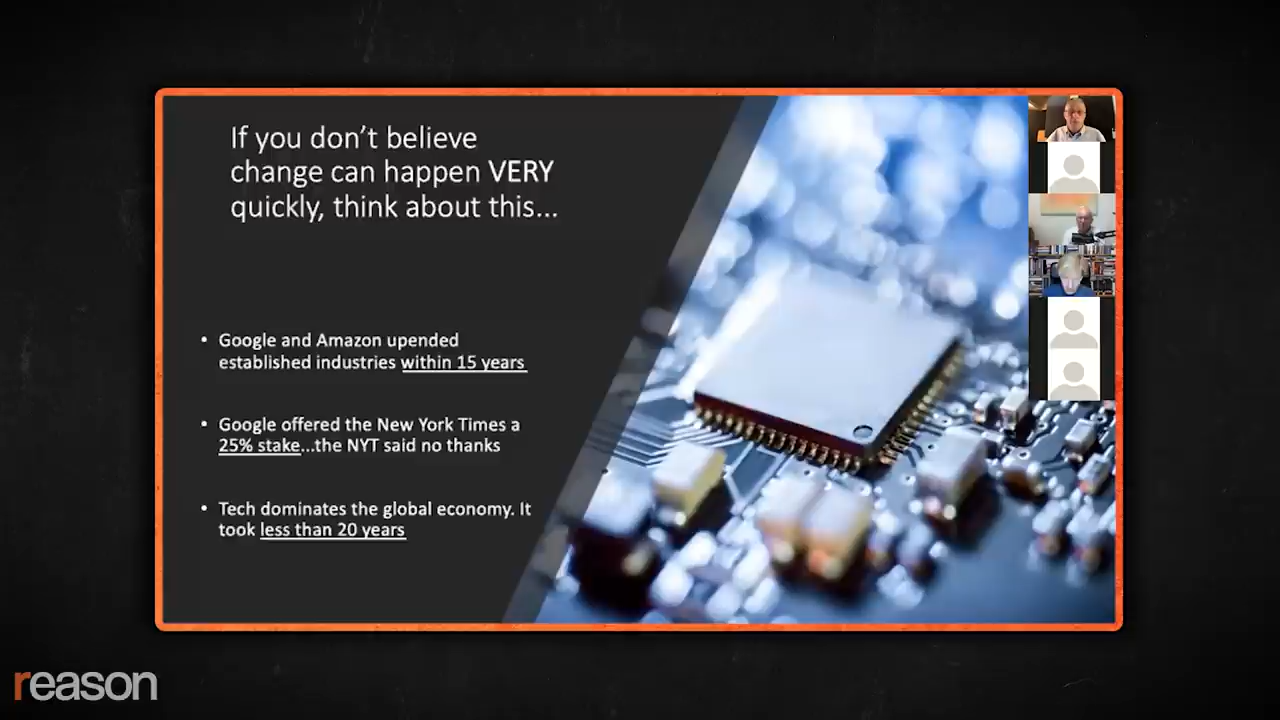 If you don’t believe
change can happen VERY
quickly, think about this...
• Google and Amazon upended
established industries within 15 years
• Google offered the New York Times a
25% stake...the NYT said no thanks
• Tech dominates the global economy. It
took less than 20 years
reason